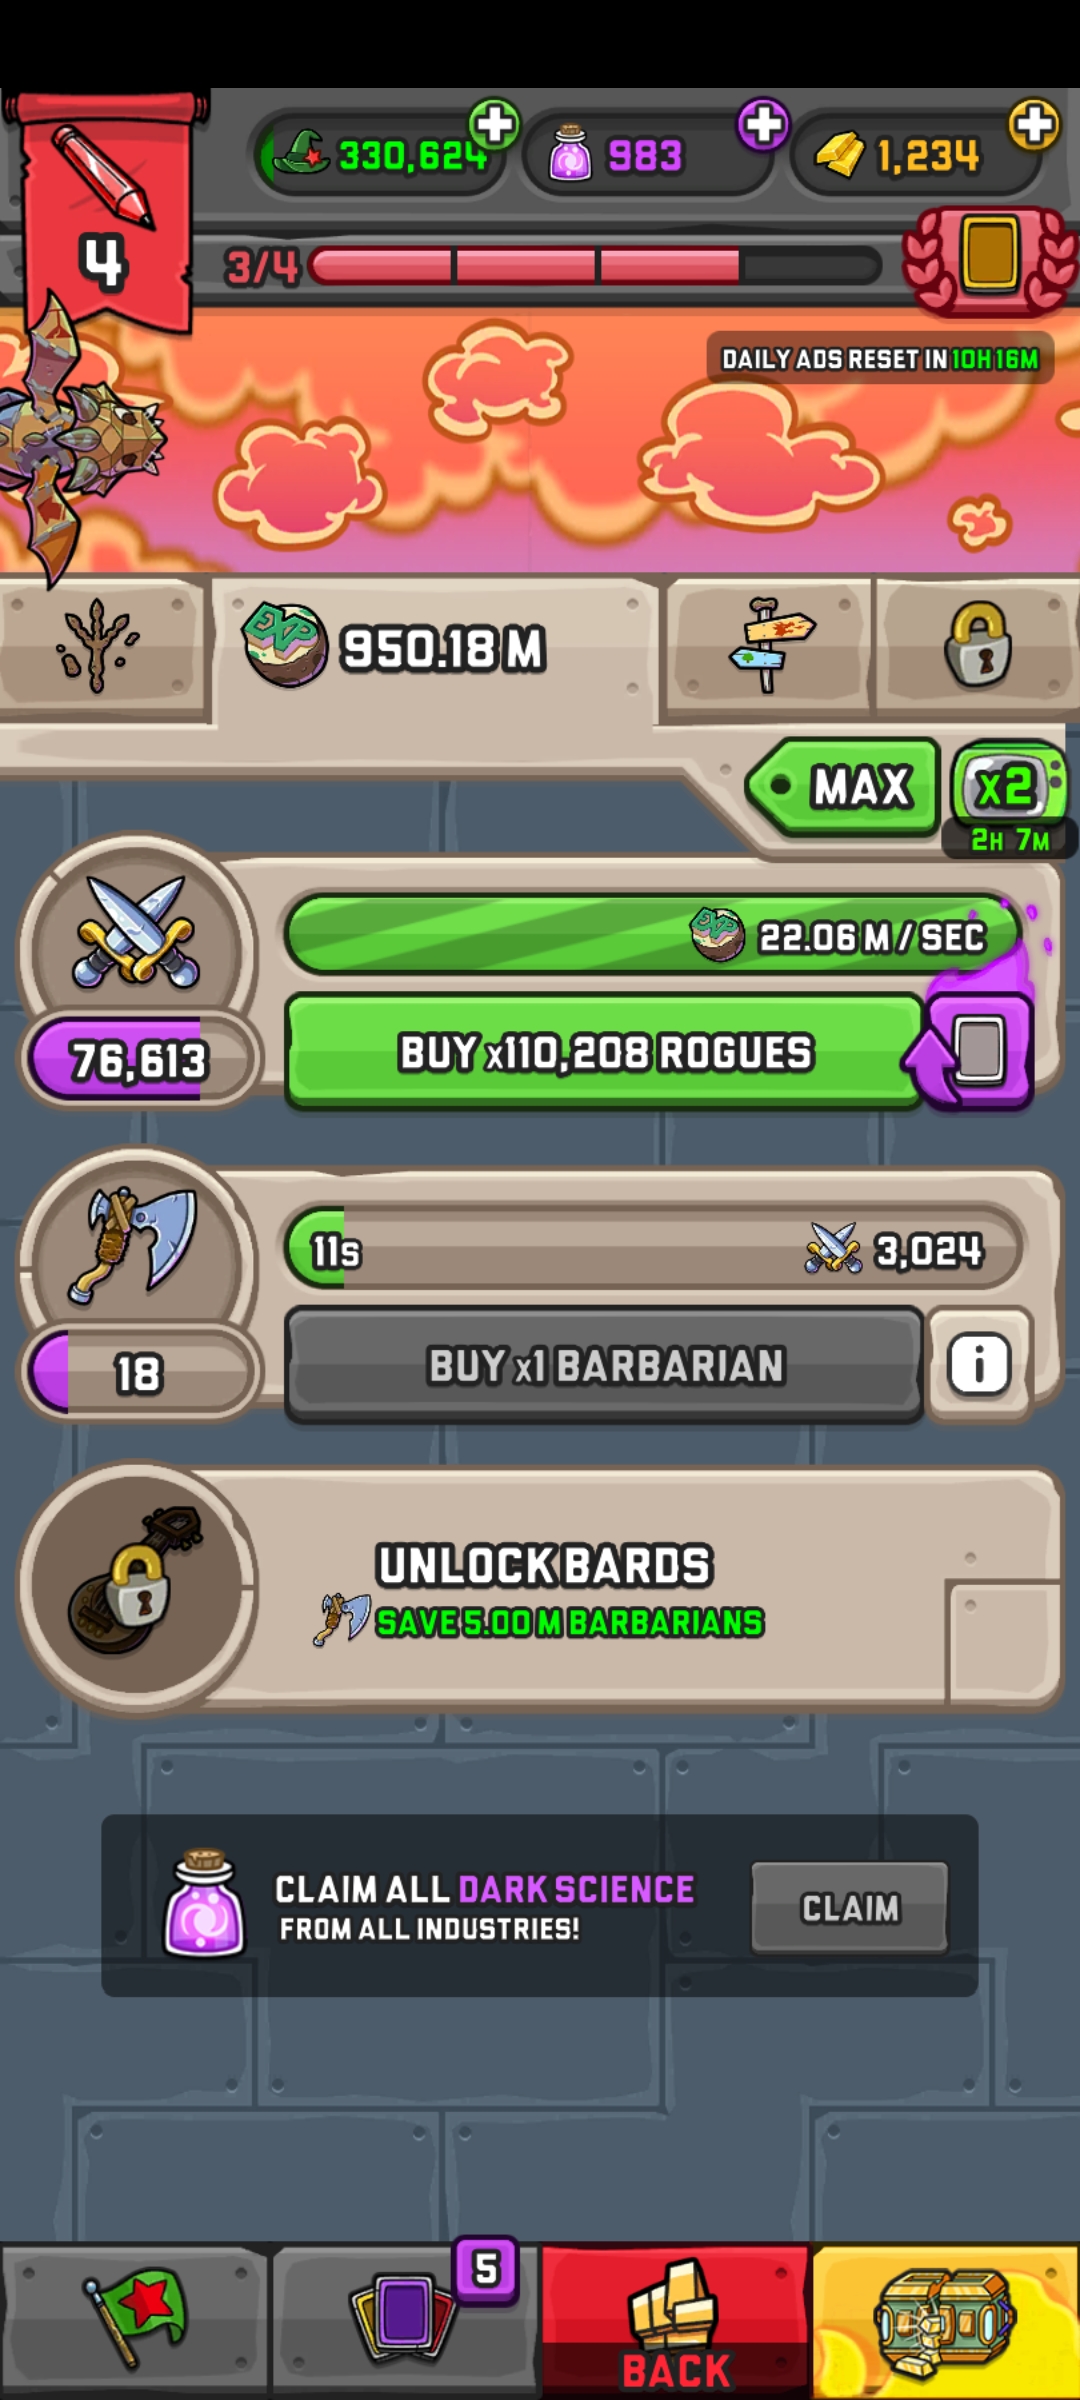 330,624
983
1,234
4
3/4
DAILY ADS RESET IN 10H 16M
EXP
950.18 M
MAX
x2
2H 7M
EXP
22.06 M / SEC
76,613
BUY x110,208 ROGUES
11s
3,024
18
BUY x1 BARBARIAN
i
UNLOCK BARDS
SAVE 5.00 M BARBARIANS
CLAIM ALL DARK SCIENCE
FROM ALL INDUSTRIES!
CLAIM
5
BACK